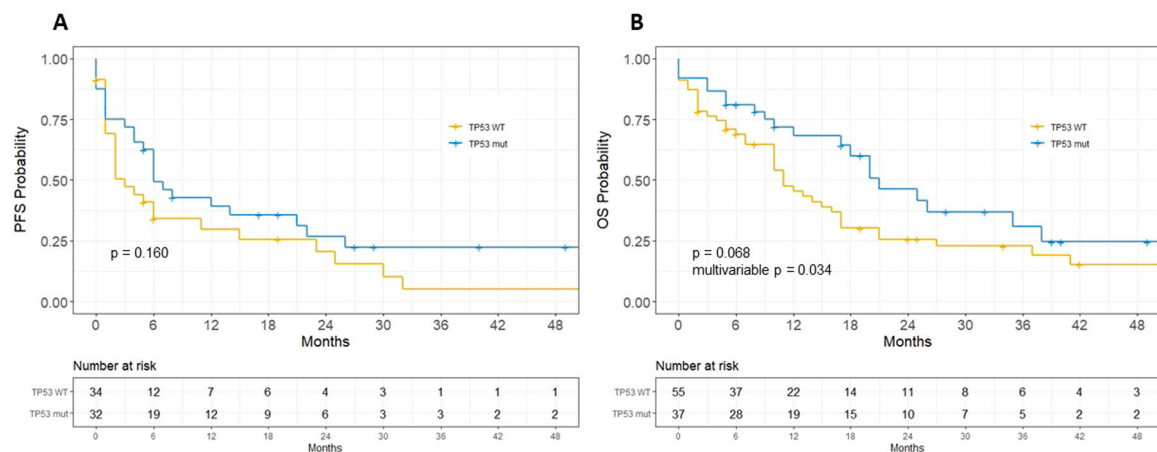 A
1.00
0.75
0.50
0.25
0.00
PFS Probability
TP53 WT
TP53 mut
p = 0.160
0 6 12 18 24 30 36 42 48
Months
Number at risk
TP53 WT 34 12 7 6 4 3 1 1 1
TP53 mut 32 19 12 9 6 3 3 2 2
0 6 12 18 24 30 36 42 48
Months
B
1.00
0.75
0.50
0.25
0.00
OS Probability
TP53 WT
TP53 mut
p = 0.068
multivariable p = 0.034
0 6 12 18 24 30 36 42 48
Months
Number at risk
TP53 WT 55 37 22 14 11 8 6 4 3
TP53 mut 37 28 19 15 10 7 5 2 2
0 6 12 18 24 30 36 42 48
Months